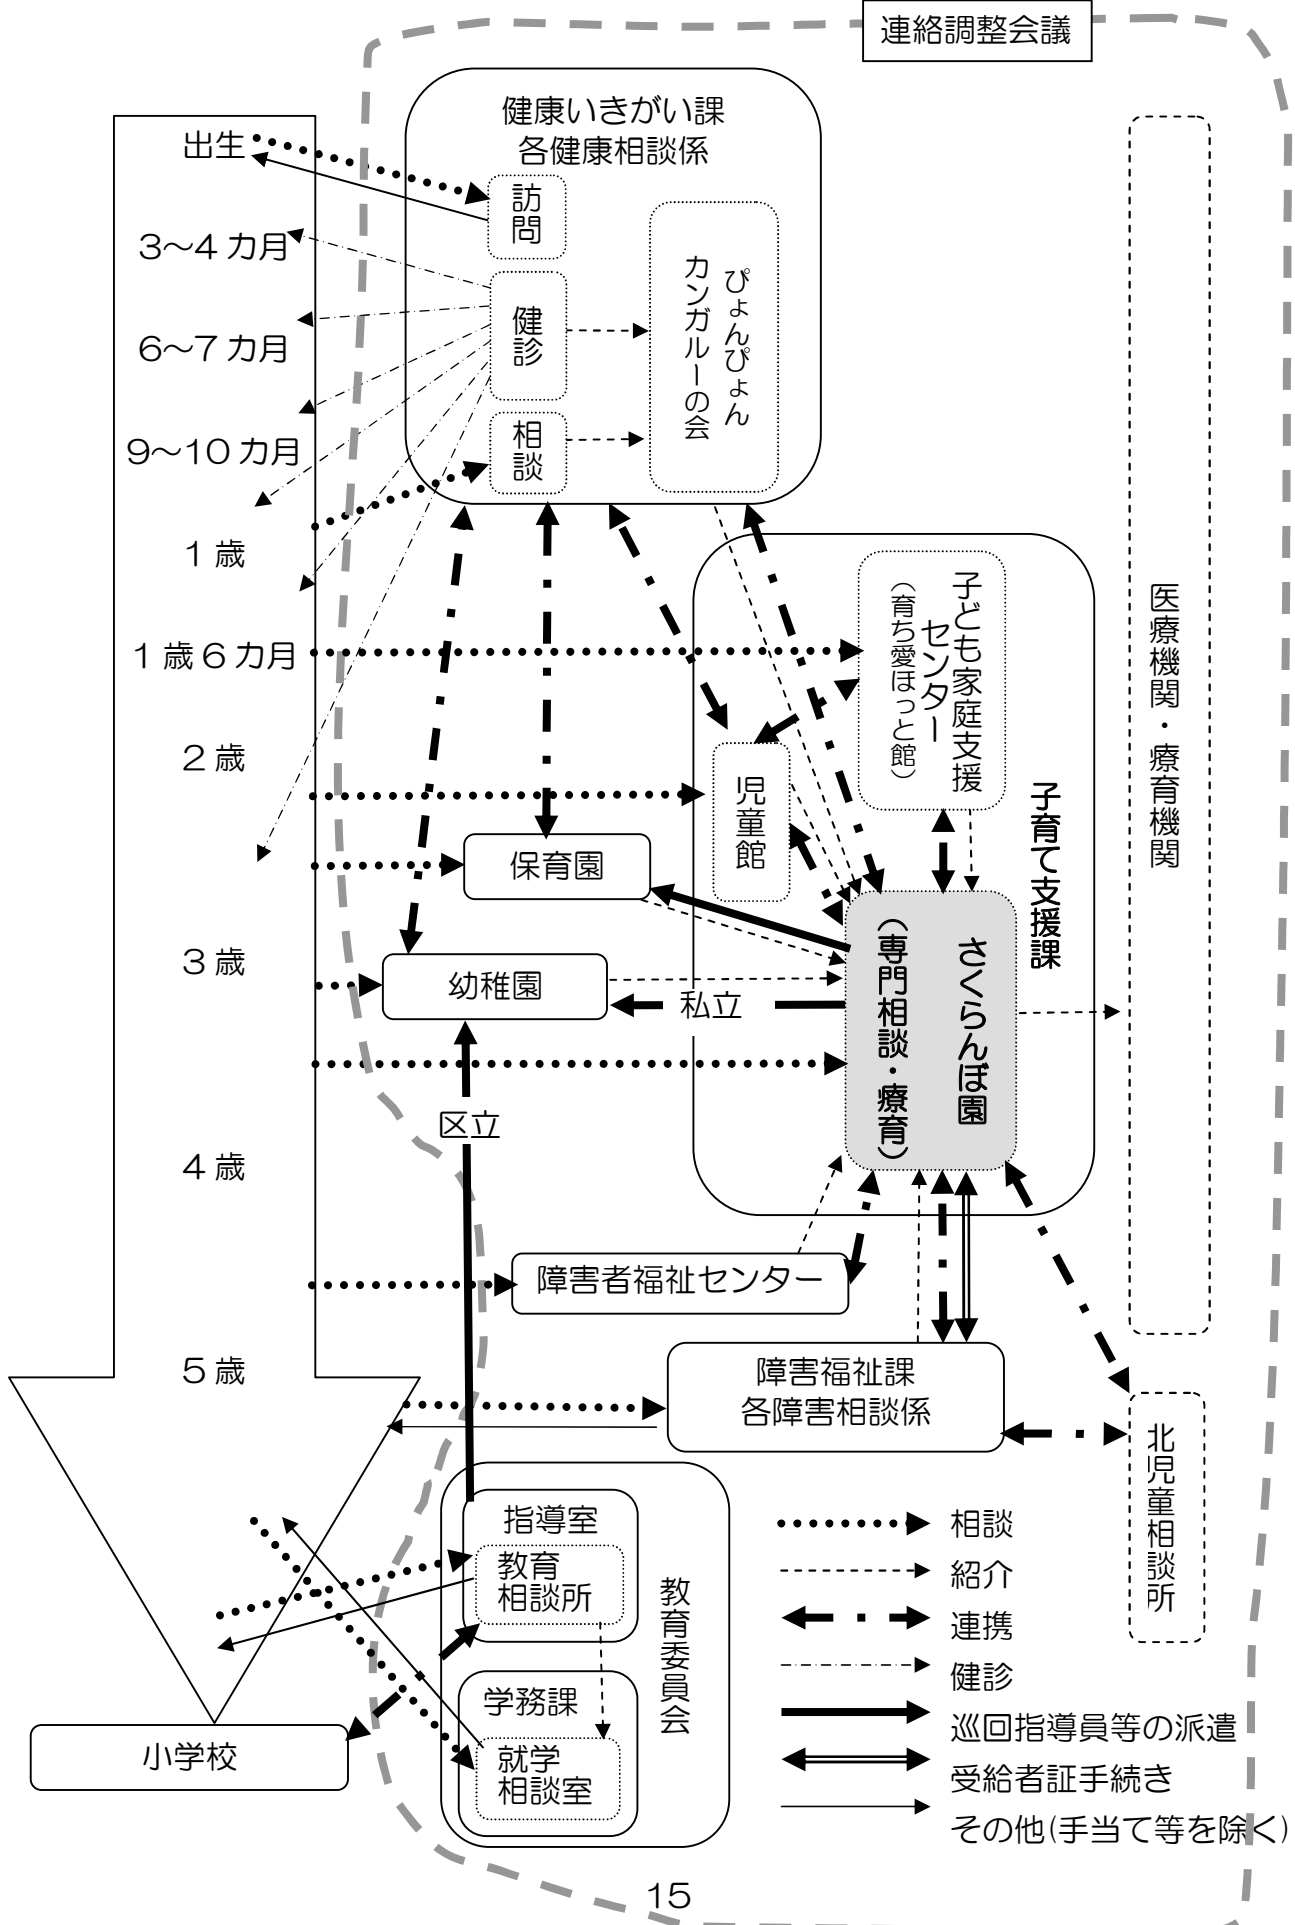 連絡調整会議
健康いきがい課
各健康相談係
訪問
健診
相談
ぴょんぴょん
カンガルーの会
出生
3～4カ月
6～7カ月
9～10カ月
1歳
1歳6カ月
2歳
3歳
4歳
5歳
子ども家庭支援
センター
（育ち愛ほっと館）
児童館
子育て支援課
医療機関・療育機関
保育園
幼稚園
私立
区立
さくらんぼ園
（専門相談・療育）
障害者福祉センター
障害福祉課
各障害相談係
北児童相談所
指導室
教育
相談所
教育委員会
学務課
就学
相談室
小学校
相談
紹介
連携
健診
巡回指導員等の派遣
受給者証手続き
その他(手当て等を除く)
15